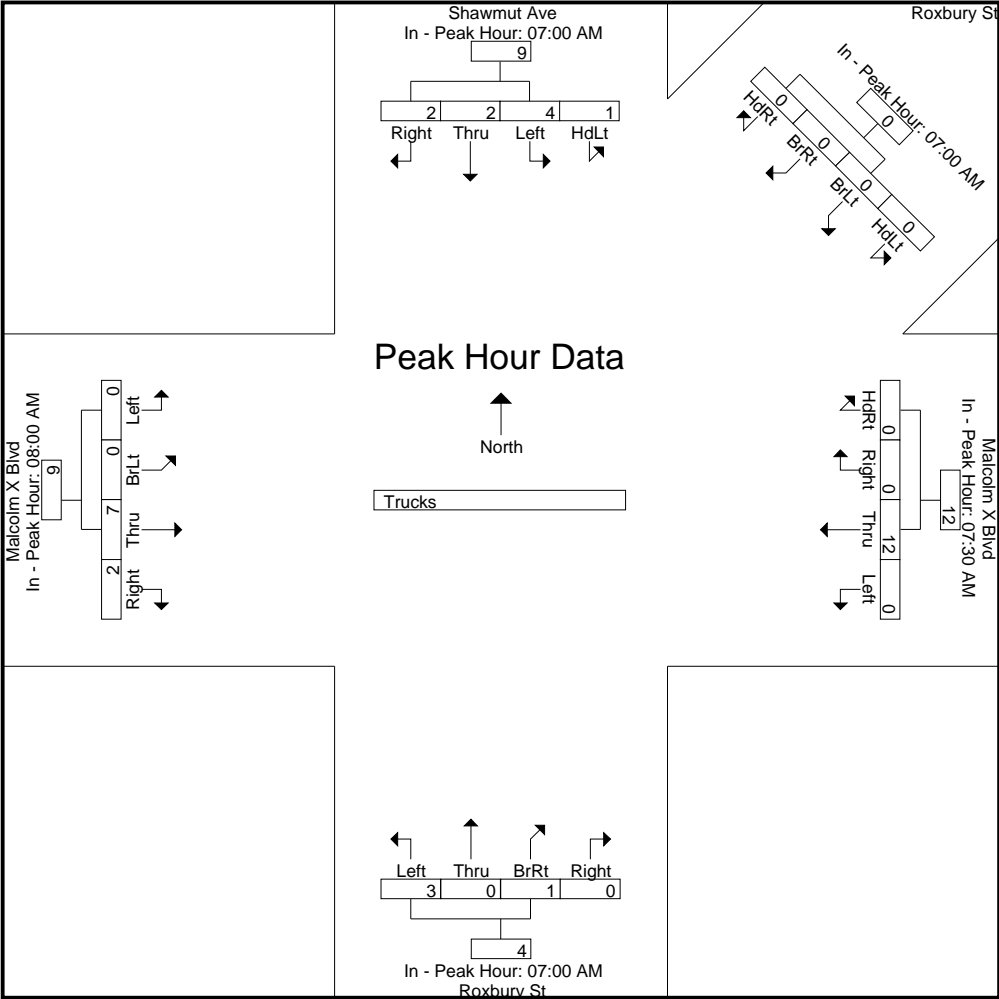 Shawmut Ave
In - Peak Hour: 07:00 AM
9
2 2 4 1
Right Thru Left HdLt
Roxbury St
In - Peak Hour: 07:00 AM
0
0 0 0 0
HdRt BrRt BrLt HdLt
Peak Hour Data
North
Trucks
Malcolm X Blvd
In - Peak Hour: 08:00 AM
9
0 0 7 2
Left BrLt Thru Right
Malcolm X Blvd
In - Peak Hour: 07:30 AM
12
0 0 12 0
HdRt Right Thru Left
Left Thru BrRt Right
3 0 1 0
4
In - Peak Hour: 07:00 AM
Roxbury St